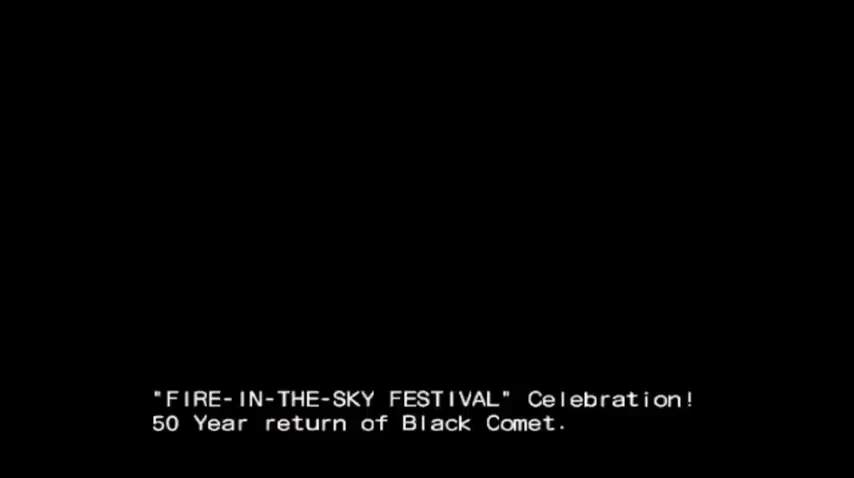 "FIRE-IN-THE-SKY FESTIVAL" Celebration!
50 Year return of Black Comet.